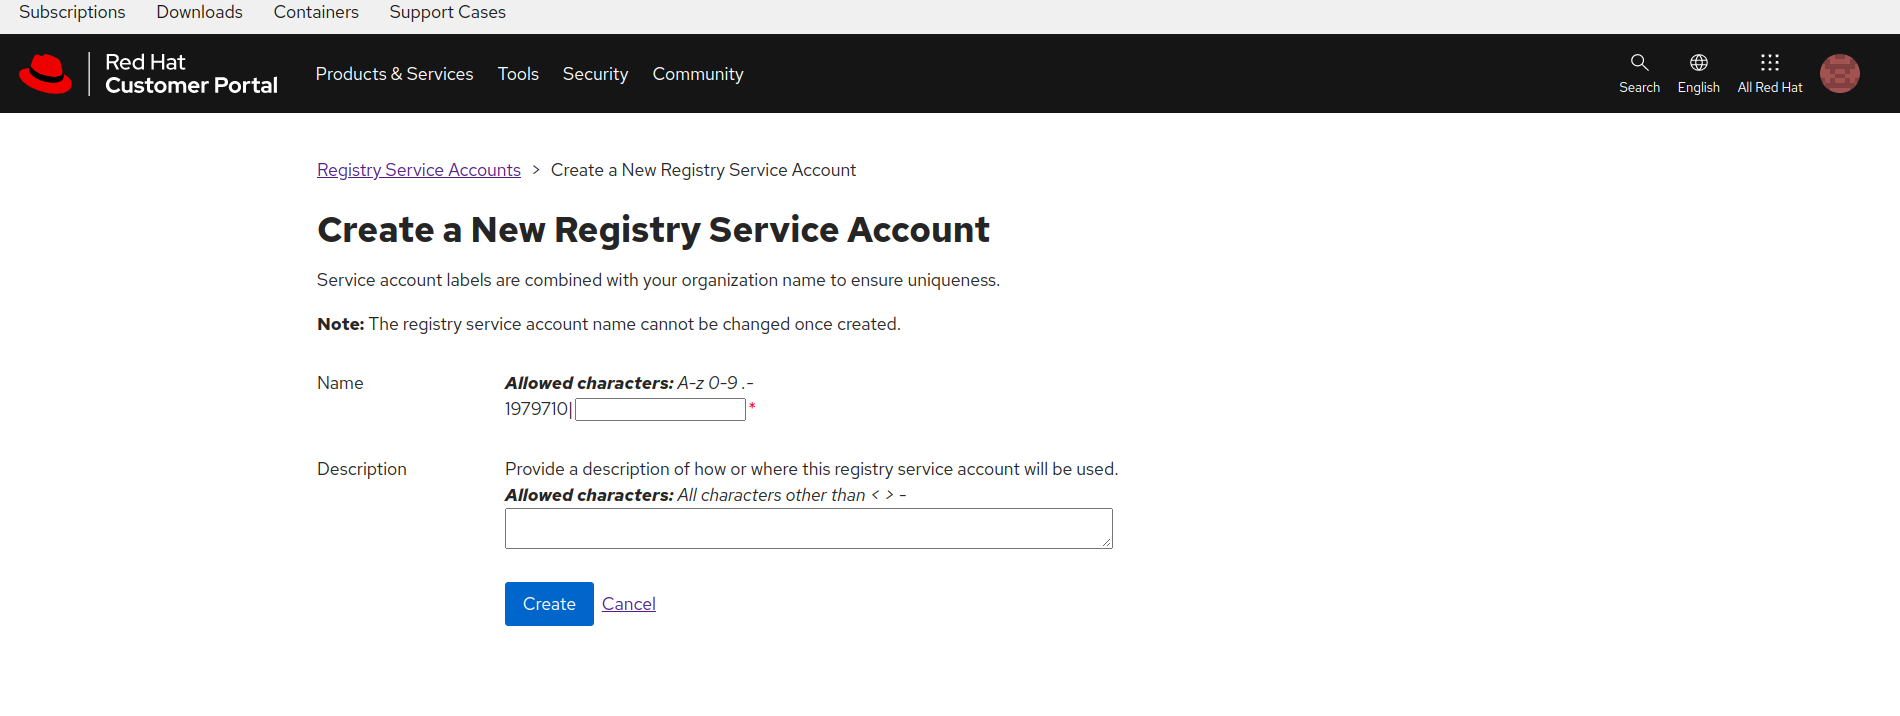 Subscriptions Downloads Containers Support Cases
Red Hat
Customer Portal
Products & Services Tools Security Community
Search English All Red Hat
Registry Service Accounts > Create a New Registry Service Account
Create a New Registry Service Account
Service account labels are combined with your organization name to ensure uniqueness.
Note: The registry service account name cannot be changed once created.
Name
Allowed characters: A-z 0-9 .-
1979710| *
Description
Provide a description of how or where this registry service account will be used.
Allowed characters: All characters other than < > -
Create Cancel